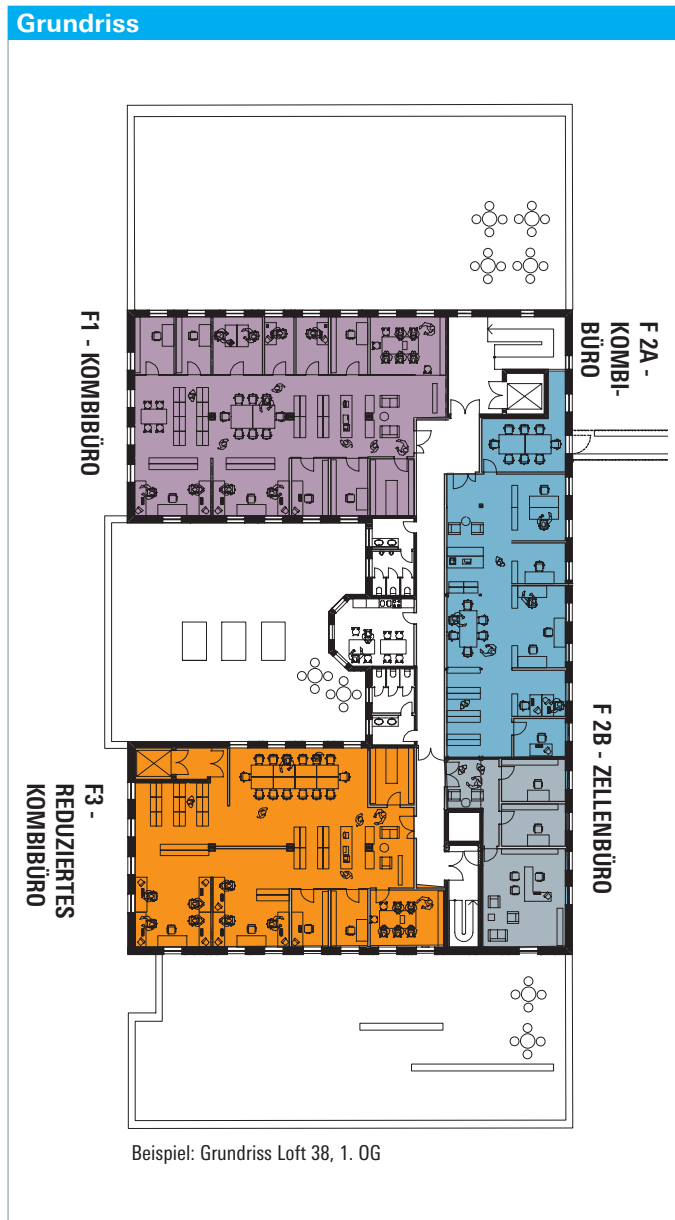 Grundriss
F1 - KOMBIBÜRO
F 2A -
KOMBI-
BÜRO
F 2B - ZELLENBÜRO
F3 -
REDUZIERTES
KOMBIBÜRO
Beispiel: Grundriss Loft 38, 1. OG